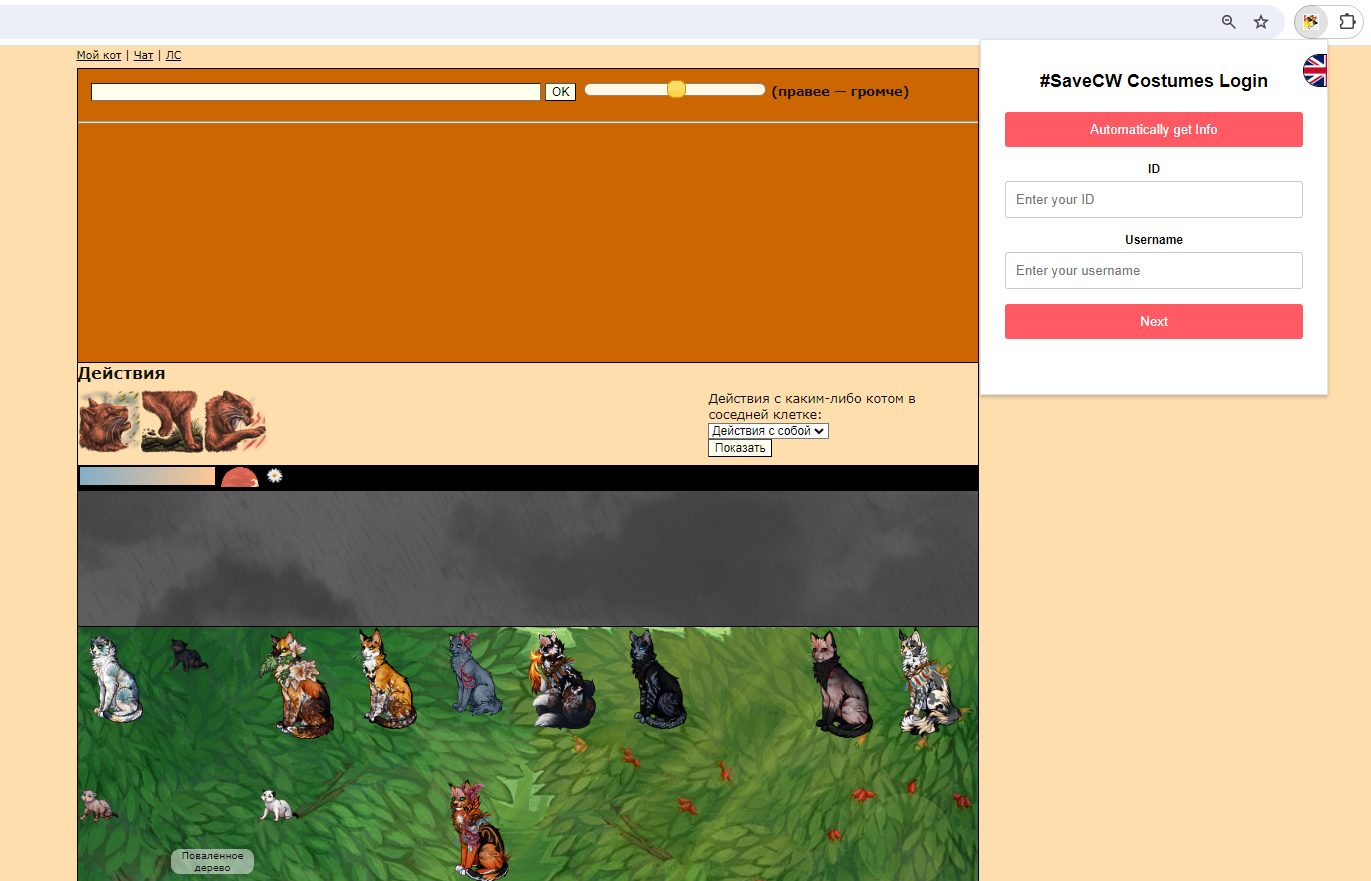 Мой кот | Чат | ЛС
OK
(правее — громче)
#SaveCW Costumes Login
Automatically get Info
ID
Enter your ID
Username
Enter your username
Next
Действия
Действия с каким-либо котом в
соседней клетке:
Действия с собой
Показать
Поваленное
дерево